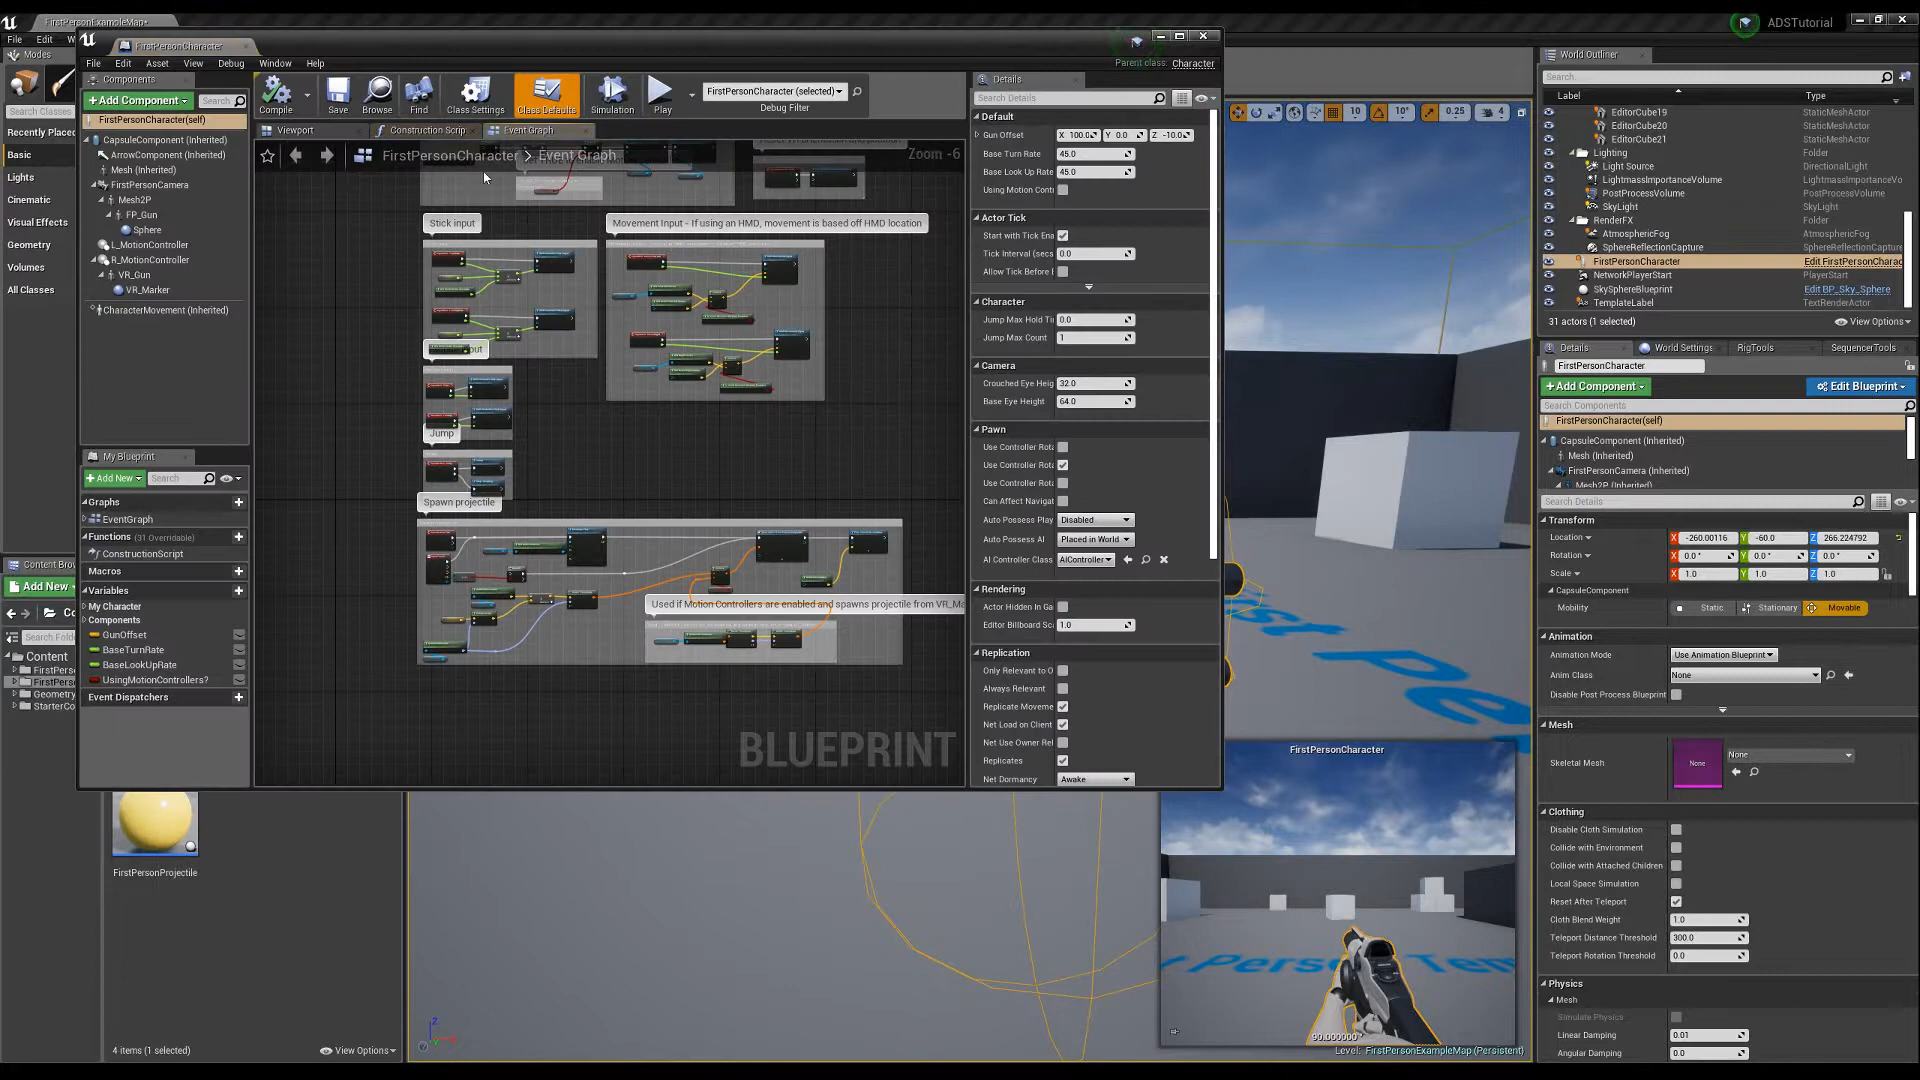 FirstPersonExampleMap*
ADSTutorial
File Edit
Modes
Search Classes
Recently Placed
Basic
Lights
Cinematic
Visual Effects
Geometry
Volumes
All Classes
FirstPersonCharacter
Parent class: Character
File Edit Asset View Debug Window Help
Components
+ Add Component
Search
FirstPersonCharacter(self)
CapsuleComponent (Inherited)
ArrowComponent (Inherited)
Mesh (Inherited)
FirstPersonCamera
Mesh2P
FP_Gun
Sphere
L_MotionController
R_MotionController
VR_Gun
VR_Marker
CharacterMovement (Inherited)
My Blueprint
+ Add New
Search
Graphs
EventGraph
Functions (31 Overridable)
ConstructionScript
Macros
Variables
My Character
Components
GunOffset
BaseTurnRate
BaseLookUpRate
UsingMotionControllers?
Event Dispatchers
Compile Save Browse Find Class Settings Class Defaults Simulation Play
FirstPersonCharacter (selected)
Debug Filter
Viewport Construction Scrip Event Graph
FirstPersonCharacter > Event Graph
Zoom -6
Stick input
Movement Input - If using an HMD, movement is based off HMD location
Jump
Spawn projectile
Used if Motion Controllers are enabled and spawns projectile from VR_Ma
BLUEPRINT
Details
Search Details
Default
Gun Offset X 100.0 Y 0.0 Z -10.0
Base Turn Rate 45.0
Base Look Up Rate 45.0
Using Motion Contr
Actor Tick
Start with Tick Ena
Tick Interval (secs 0.0
Allow Tick Before E
Character
Jump Max Hold Ti 0.0
Jump Max Count 1
Camera
Crouched Eye Heig 32.0
Base Eye Height 64.0
Pawn
Use Controller Rota
Use Controller Rota
Use Controller Rota
Can Affect Navigat
Auto Possess Play Disabled
Auto Possess AI Placed in World
AI Controller Class AIController
Rendering
Actor Hidden In Ga
Editor Billboard Sc 1.0
Replication
Only Relevant to O
Always Relevant
Replicate Moveme
Net Load on Client
Net Use Owner Rel
Replicates
Net Dormancy Awake
Content Brow
Add New
Co
Search Fold
Content
FirstPerso
FirstPerso
Geometry
StarterCo
FirstPersonProjectile
4 items (1 selected)
View Options
10 10° 0.25 4
FirstPersonCharacter
90.000000
Level: FirstPersonExampleMap (Persistent)
World Outliner
Search...
Label Type
EditorCube19 StaticMeshActor
EditorCube20 StaticMeshActor
EditorCube21 StaticMeshActor
Lighting Folder
Light Source DirectionalLight
LightmassImportanceVolume LightmassImportanceVo
PostProcessVolume PostProcessVolume
SkyLight SkyLight
RenderFX Folder
AtmosphericFog AtmosphericFog
SphereReflectionCapture SphereReflectionCapture
FirstPersonCharacter Edit FirstPersonCharac
NetworkPlayerStart PlayerStart
SkySphereBlueprint Edit BP_Sky_Sphere
TemplateLabel TextRenderActor
31 actors (1 selected)
View Options
Details World Settings RigTools SequencerTools
FirstPersonCharacter
+ Add Component
Edit Blueprint
Search Components
FirstPersonCharacter(self)
CapsuleComponent (Inherited)
Mesh (Inherited)
FirstPersonCamera (Inherited)
Mesh2P (Inherited)
Search Details
Transform
Location X -260.00116 Y -60.0 Z 266.224792
Rotation X 0.0° Y 0.0° Z 0.0°
Scale X 1.0 Y 1.0 Z 1.0
CapsuleComponent
Mobility Static Stationary Movable
Animation
Animation Mode Use Animation Blueprint
Anim Class None
Disable Post Process Blueprint
Mesh
Skeletal Mesh None None
Clothing
Disable Cloth Simulation
Collide with Environment
Collide with Attached Children
Local Space Simulation
Reset After Teleport
Cloth Blend Weight 1.0
Teleport Distance Threshold 300.0
Teleport Rotation Threshold 0.0
Physics
Mesh
Simulate Physics
Linear Damping 0.01
Angular Damping 0.0